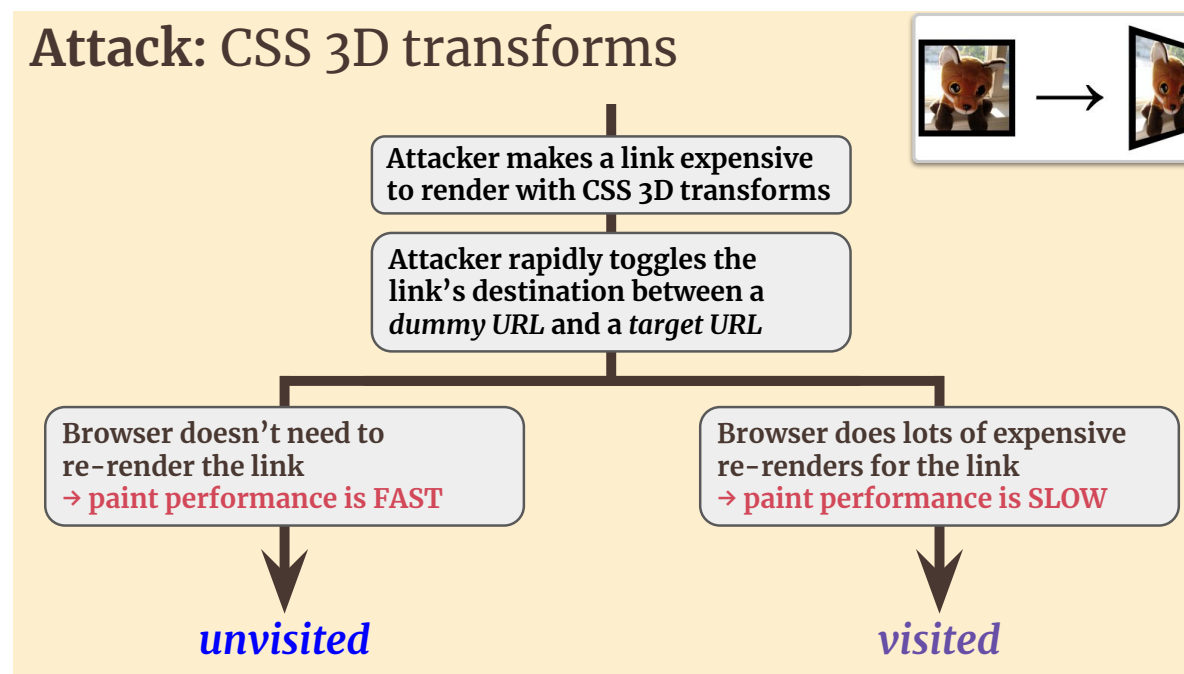 Attack: CSS 3D transforms
→
Attacker makes a link expensive
to render with CSS 3D transforms
Attacker rapidly toggles the
link’s destination between a
dummy URL and a target URL
Browser doesn’t need to
re-render the link
→ paint performance is FAST
Browser does lots of expensive
re-renders for the link
→ paint performance is SLOW
unvisited
visited